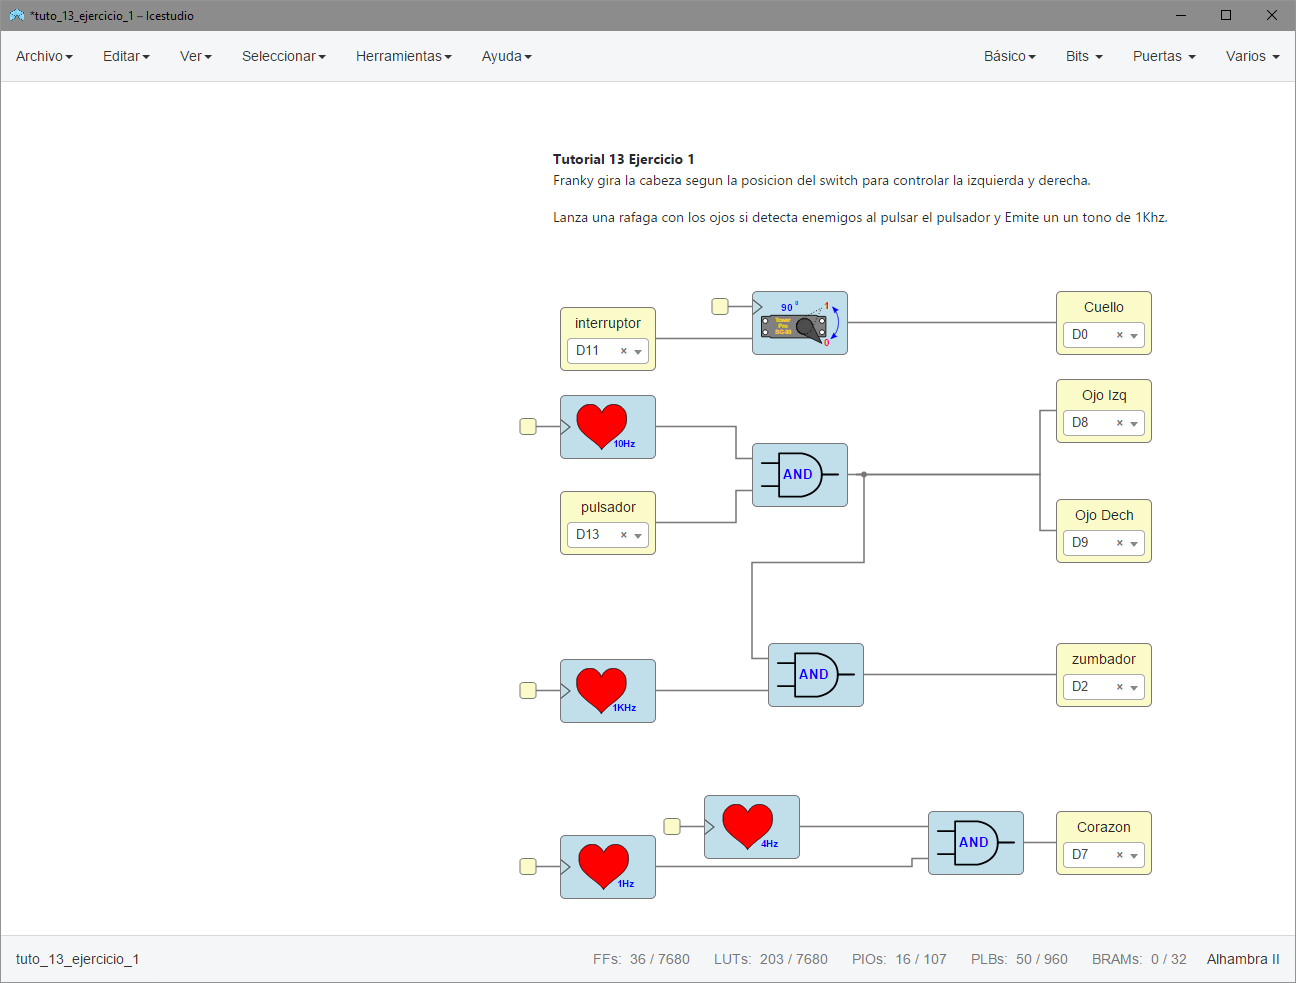 *tuto_13_ejercicio_1 – Icestudio
Archivo Editar Ver Seleccionar Herramientas Ayuda Básico Bits Puertas Varios
Tutorial 13 Ejercicio 1
Franky gira la cabeza segun la posicion del switch para controlar la izquierda y derecha.
Lanza una rafaga con los ojos si detecta enemigos al pulsar el pulsador y Emite un un tono de 1Khz.
interruptor
D11
90 º
1
Tower
Pro
SG-90
0
Cuello
D0
10Hz
pulsador
D13
AND
Ojo Izq
D8
Ojo Dech
D9
1KHz
AND
zumbador
D2
4Hz
1Hz
AND
Corazon
D7
tuto_13_ejercicio_1 FFs: 36 / 7680 LUTs: 203 / 7680 PIOs: 16 / 107 PLBs: 50 / 960 BRAMs: 0 / 32 Alhambra II